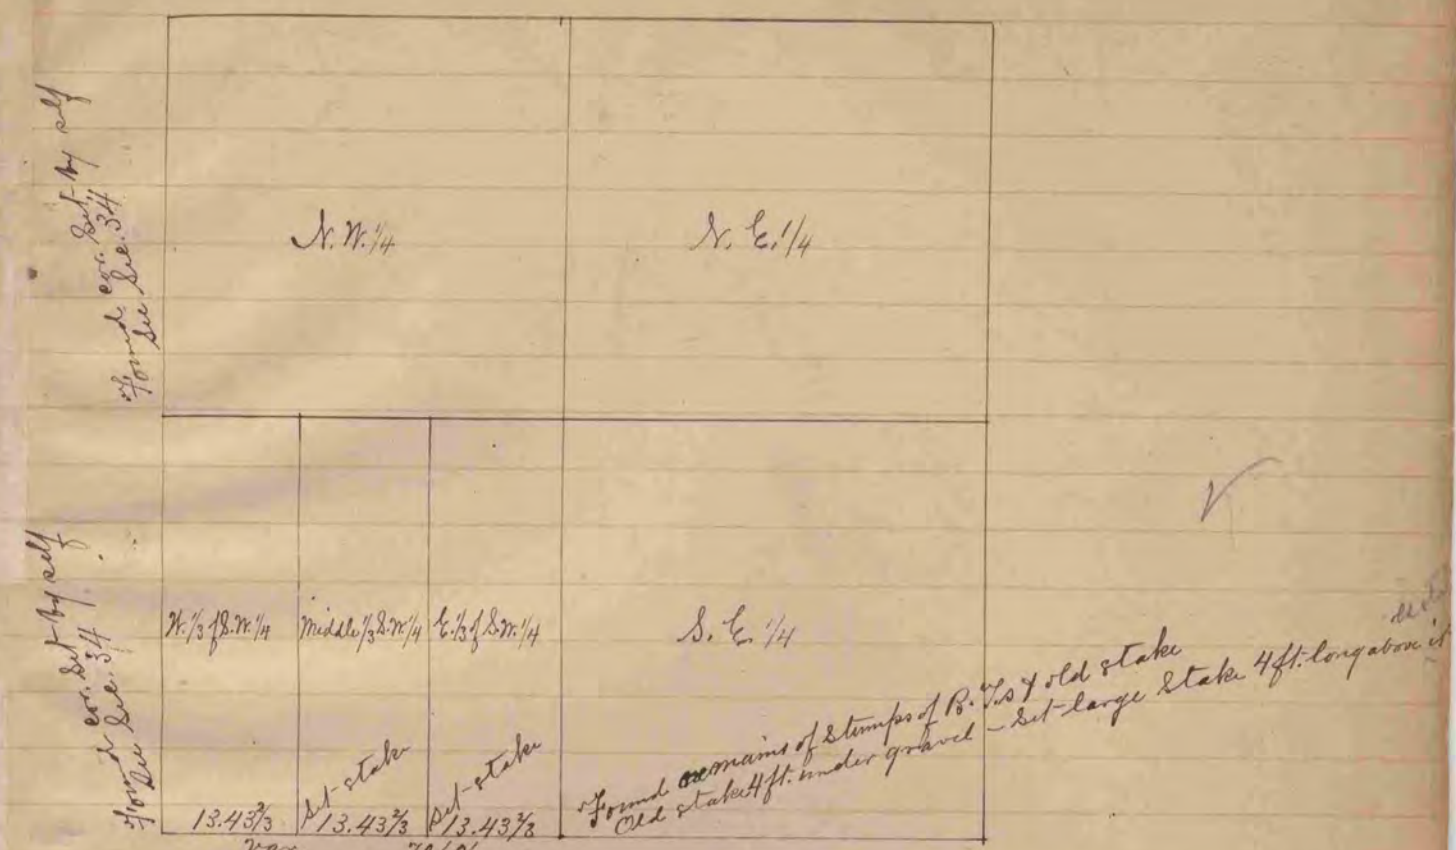 Found cor. Set by self
See Sec. 34
N. W. 1/4
N. E. 1/4
Found cor. Set by self
See Sec. 34
W. 1/3 of S. W. 1/4
Middle 1/3 S. W. 1/4
E. 1/3 of S. W. 1/4
S. E. 1/4
Set stake
Set stake
Found remains of Stumps of B. T.s & old stake
Old stake 4 ft. under gravel - Set large Stake 4 ft. long above it
13.43 2/3
13.43 2/3
13.43 2/3